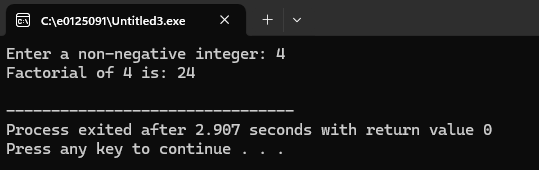 C:\e0125091\Untitled3.exe
Enter a non-negative integer: 4
Factorial of 4 is: 24
--------------------------------
Process exited after 2.907 seconds with return value 0
Press any key to continue . . .